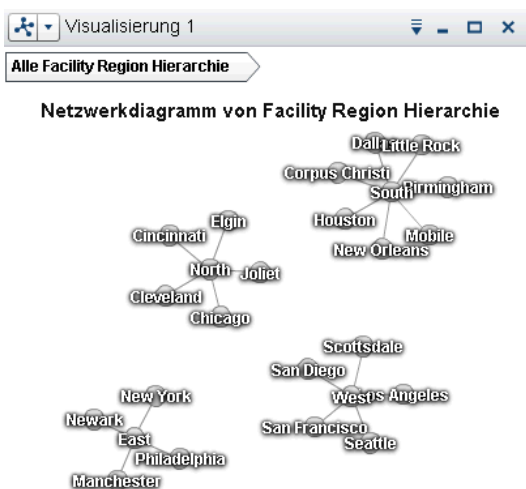 Visualisierung 1
Alle Facility Region Hierarchie
Netzwerkdiagramm von Facility Region Hierarchie
Little Rock
Corpus Christi
South
Houston
Mobile
New Orleans
Elgin
Cincinnati
North
Joliet
Cleveland
Chicago
Scottsdale
San Diego
West
Angeles
San Francisco
Seattle
New York
Newark
East
Philadelphia
Manchester